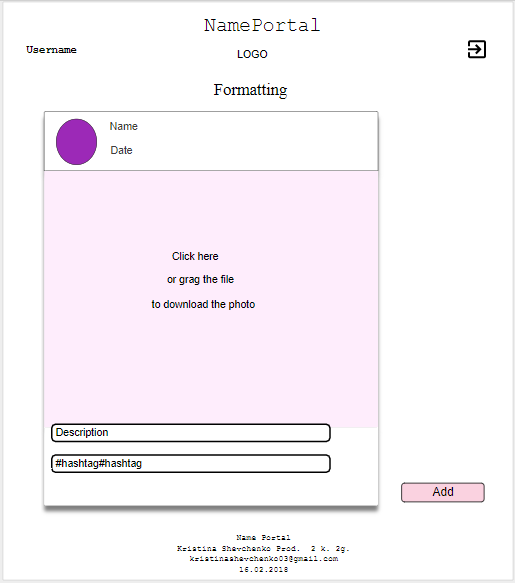 NamePortal
Username
LOGO
Formatting
Name
Date
Click here
or grag the file
to download the photo
Description
#hashtag#hashtag
Add
Name Portal
Kristina Shevchenko Prod. 2 k. 2g.
kristinashevchenko03@gmail.com
16.02.2018